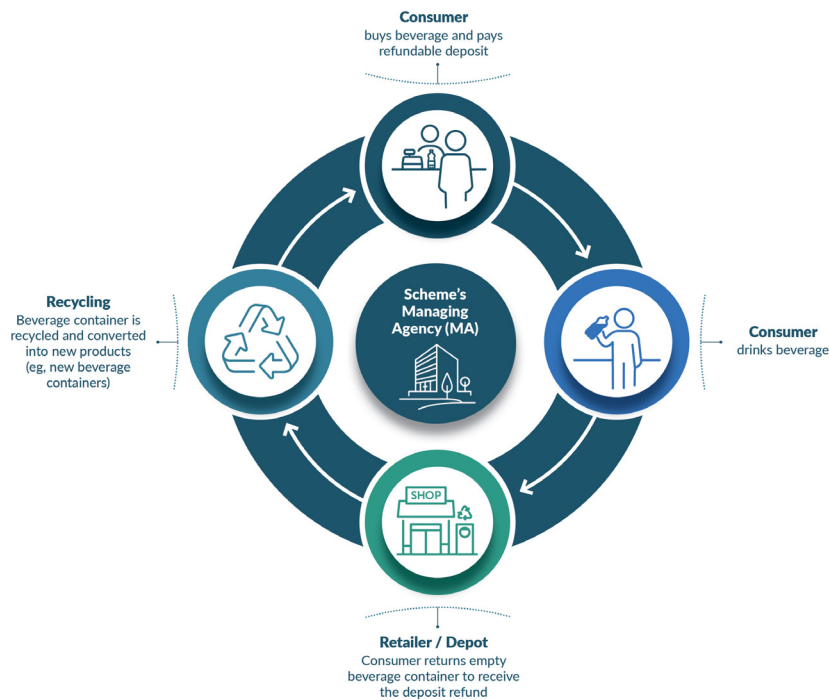 Consumer
buys beverage and pays
refundable deposit
Scheme's
Managing
Agency (MA)
Recycling
Beverage container is
recycled and converted
into new products
(eg, new beverage
containers)
Consumer
drinks beverage
SHOP
Retailer / Depot
Consumer returns empty
beverage container to receive
the deposit refund